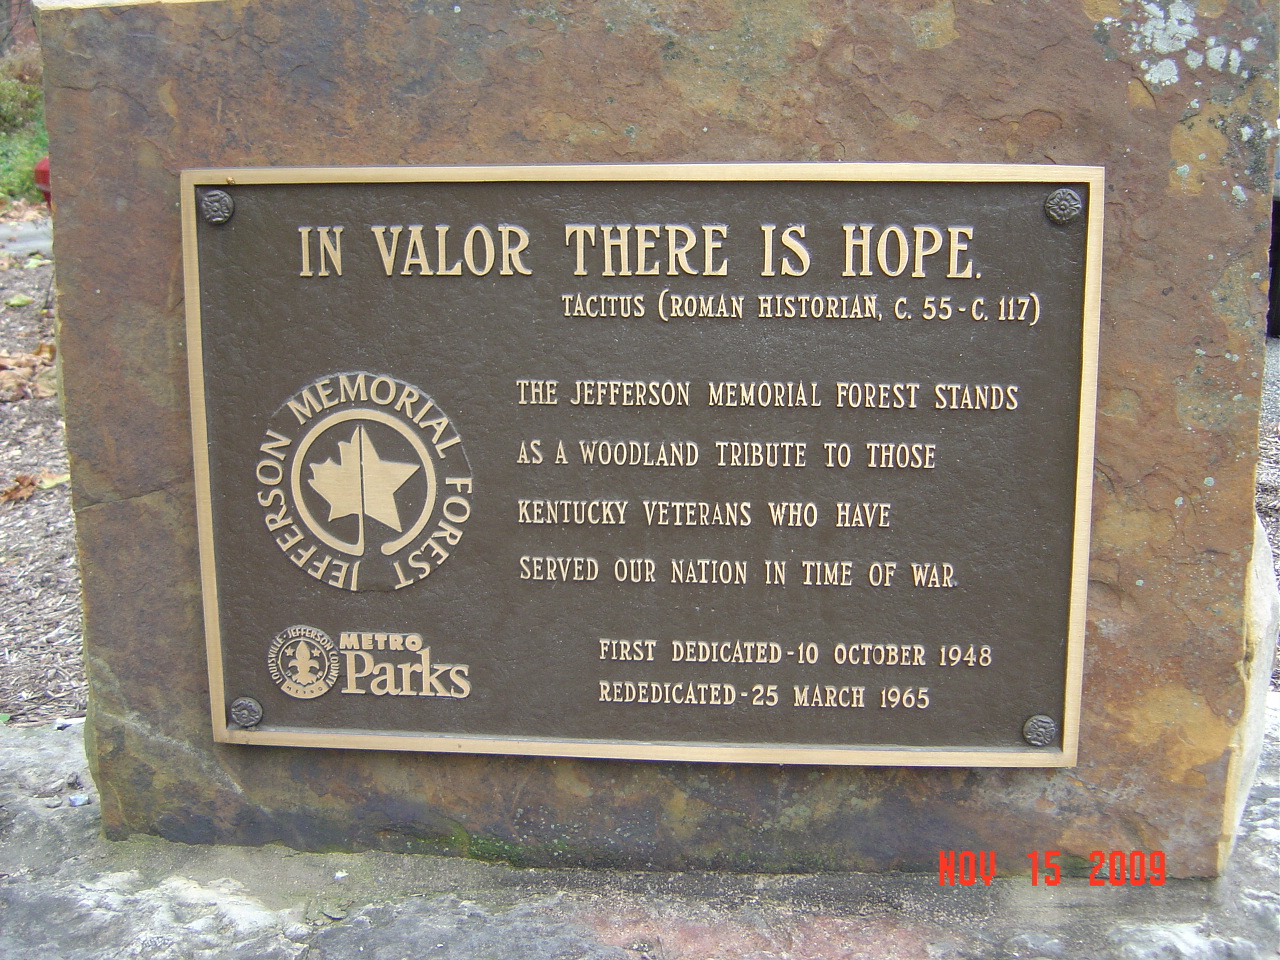 IN VALOR THERE IS HOPE.
TACITUS (ROMAN HISTORIAN, C. 55-C. 117)
THE JEFFERSON MEMORIAL FOREST STANDS
AS A WOODLAND TRIBUTE TO THOSE
KENTUCKY VETERANS WHO HAVE
SERVED OUR NATION IN TIME OF WAR.
JEFFERSON MEMORIAL FOREST
LOUISVILLE-JEFFERSON COUNTY
METRO
METRO
Parks
FIRST DEDICATED-10 OCTOBER 1948
REDEDICATED-25 MARCH 1965
NOV 15 2009